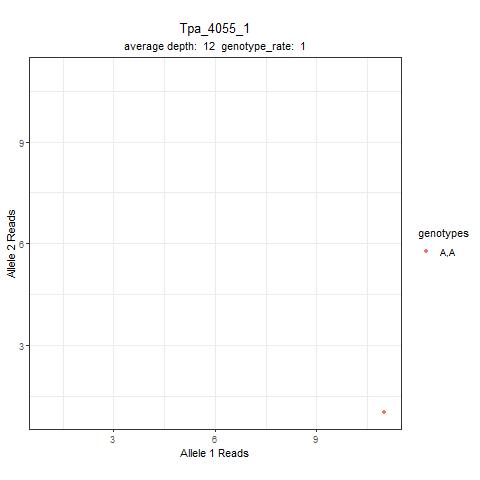 Tpa_4055_1
average depth:  12  genotype_rate:  1
9
6
3
Allele 2 Reads
3 6 9
Allele 1 Reads
genotypes
A,A